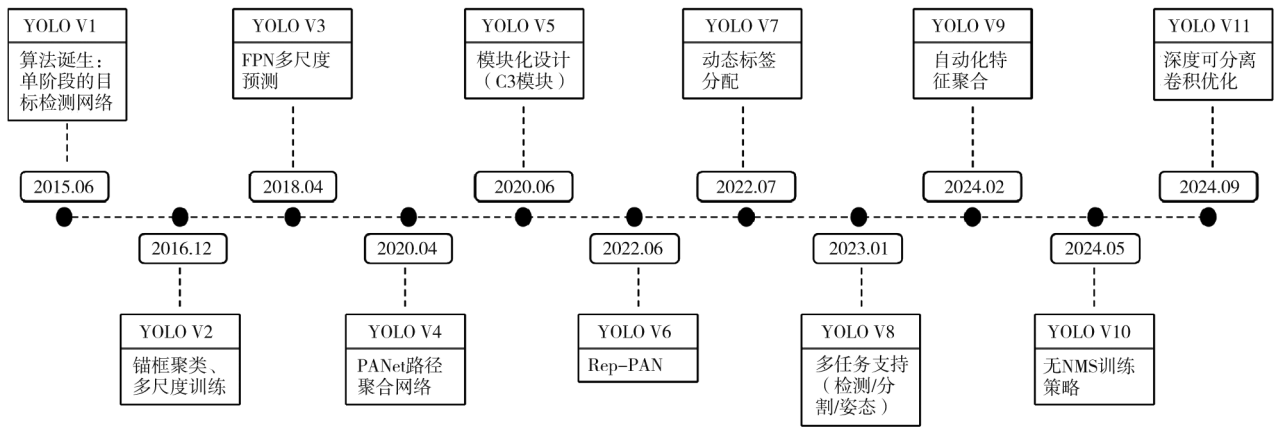 YOLO V1
算法诞生：
单阶段的目
标检测网络
2015.06
2016.12
YOLO V2
锚框聚类、
多尺度训练
YOLO V3
FPN多尺度
预测
2018.04
2020.04
YOLO V4
PANet路径
聚合网络
YOLO V5
模块化设计
（C3模块）
2020.06
2022.06
YOLO V6
Rep-PAN
YOLO V7
动态标签
分配
2022.07
2023.01
YOLO V8
多任务支持
（检测/分
割/姿态）
YOLO V9
自动化特
征聚合
2024.02
2024.05
YOLO V10
无NMS训练
策略
YOLO V11
深度可分离
卷积优化
2024.09